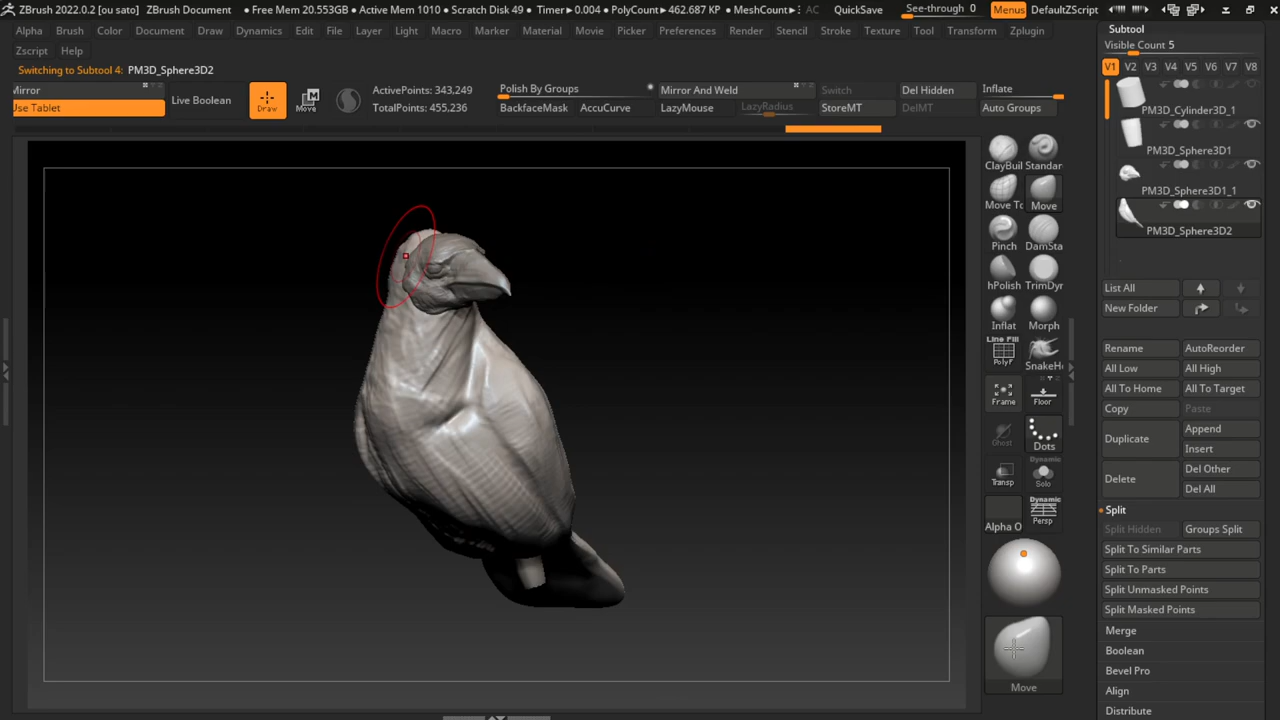 ZBrush 2022.0.2 [ou sato] ZBrush Document • Free Mem 20.553GB • Active Mem 1010 • Scratch Disk 49 • Timer▶0.004 • PolyCount▶462.687 KP • MeshCount▶ AC QuickSave See-through 0 Menus DefaultZScript
Alpha Brush Color Document Draw Dynamics Edit File Layer Light Macro Marker Material Movie Picker Preferences Render Stencil Stroke Texture Tool Transform Zplugin
Zscript Help
Switching to Subtool 4: PM3D_Sphere3D2
Mirror
Use Tablet
Live Boolean
Draw
Move
ActivePoints: 343,249
TotalPoints: 455,236
Polish By Groups
BackfaceMask AccuCurve
Mirror And Weld
LazyMouse LazyRadius
Switch
StoreMT DelMT
Del Hidden
Inflate
Auto Groups
ClayBuil Standar
Move To Move
Pinch DamSta
hPolish TrimDyr
Inflat Morph
Line Fill
PolyF SnakeHo
Frame Floor
Ghost Dots
Dynamic
Transp Solo
Dynamic
Alpha O Persp
Move
Subtool
Visible Count 5
V1 V2 V3 V4 V5 V6 V7 V8
PM3D_Cylinder3D_1
PM3D_Sphere3D1
PM3D_Sphere3D1_1
PM3D_Sphere3D2
List All
New Folder
Rename AutoReorder
All Low All High
All To Home All To Target
Copy Paste
Duplicate
Append
Insert
Delete
Del Other
Del All
Split
Split Hidden Groups Split
Split To Similar Parts
Split To Parts
Split Unmasked Points
Split Masked Points
Merge
Boolean
Bevel Pro
Align
Distribute